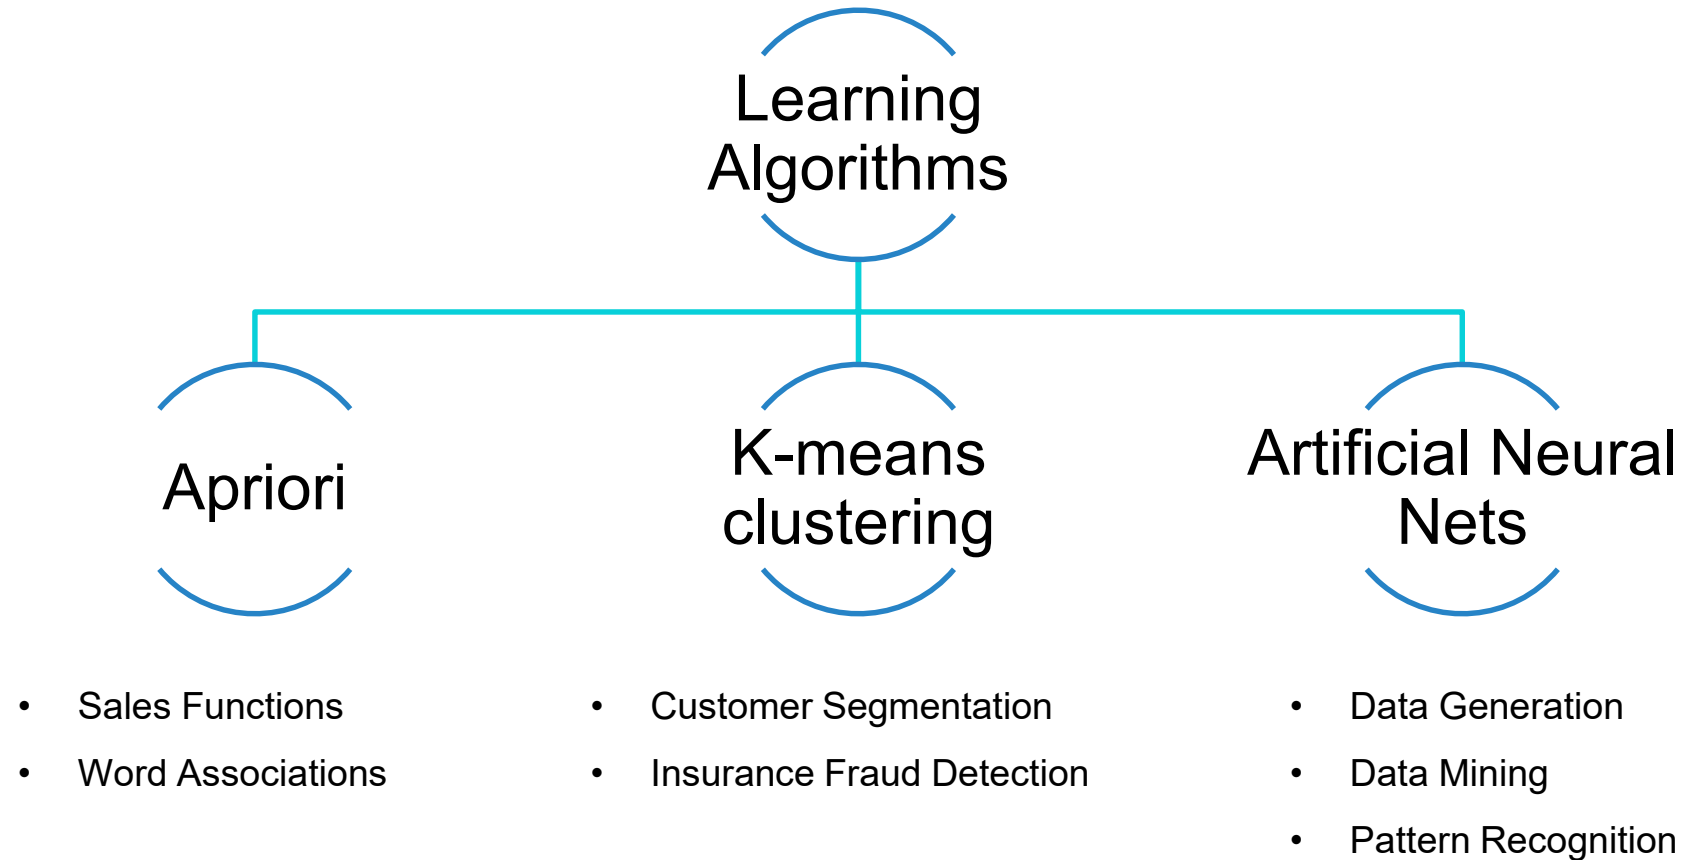 Learning
Algorithms
Apriori
K-means
clustering
Artificial Neural
Nets
• Sales Functions
• Word Associations
• Customer Segmentation
• Insurance Fraud Detection
• Data Generation
• Data Mining
• Pattern Recognition